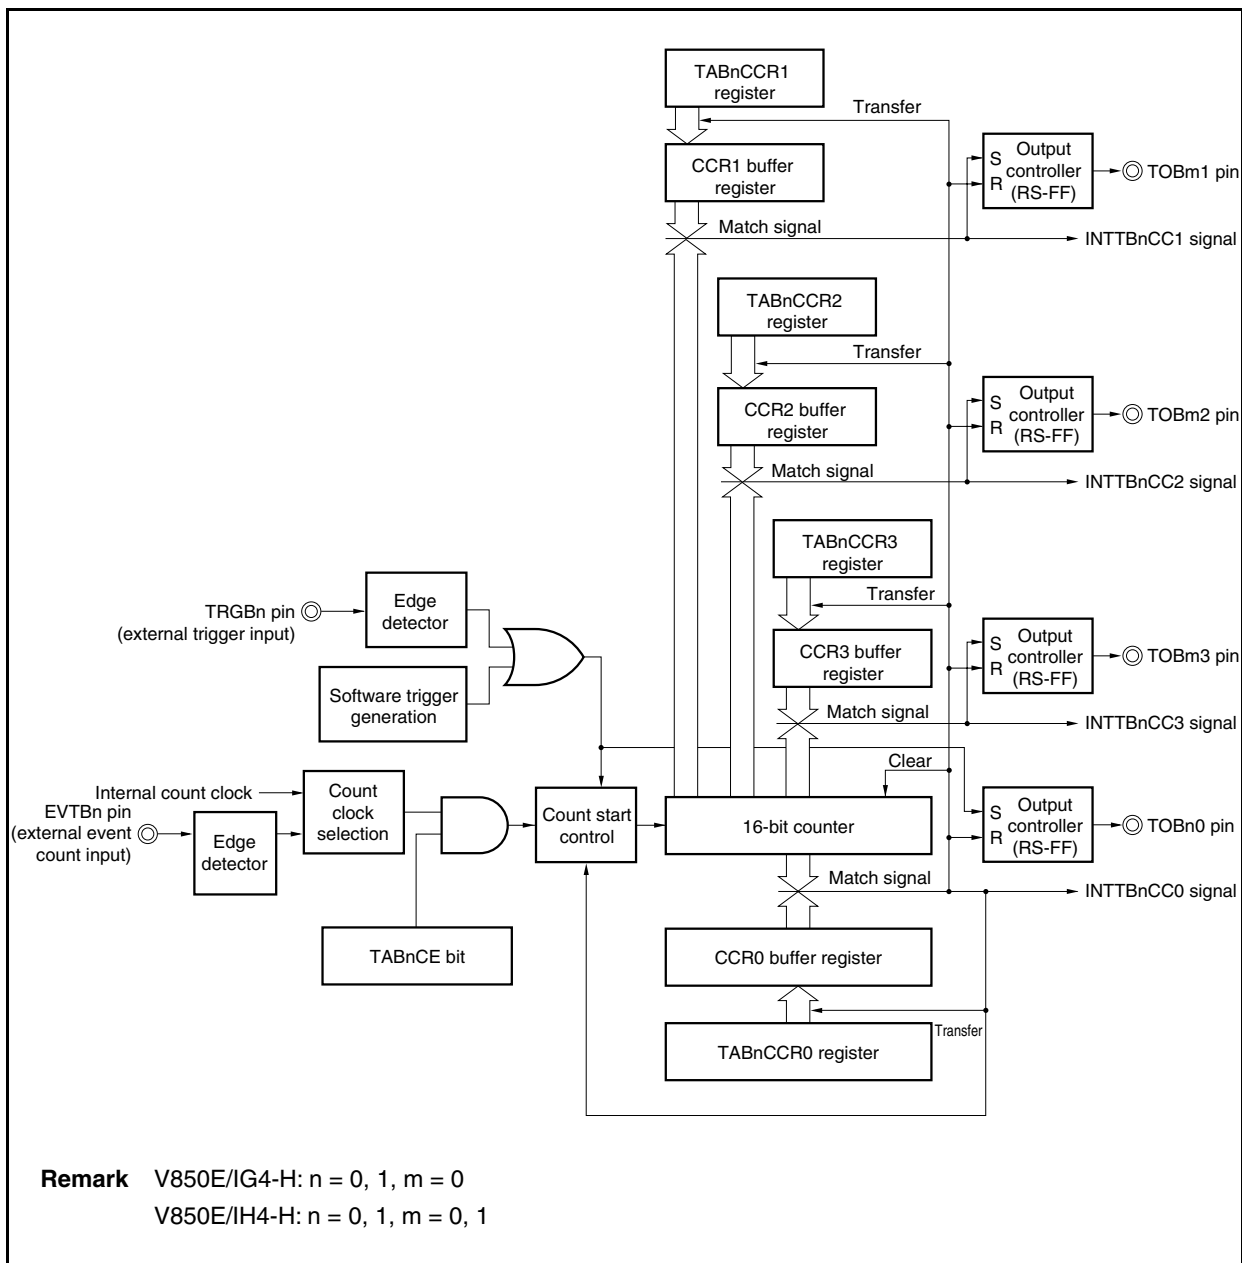 TABnCCR1
register
Transfer
CCR1 buffer
register
S
R
Output
controller
(RS-FF)
TOBm1 pin
Match signal
INTTBnCC1 signal
TABnCCR2
register
Transfer
CCR2 buffer
register
S
R
Output
controller
(RS-FF)
TOBm2 pin
Match signal
INTTBnCC2 signal
TABnCCR3
register
Transfer
CCR3 buffer
register
S
R
Output
controller
(RS-FF)
TOBm3 pin
Match signal
INTTBnCC3 signal
TRGBn pin
(external trigger input)
Edge
detector
Software trigger
generation
Internal count clock
EVTBn pin
(external event
count input)
Edge
detector
Count
clock
selection
TABnCE bit
Count start
control
Clear
16-bit counter
S
R
Output
controller
(RS-FF)
TOBn0 pin
Match signal
INTTBnCC0 signal
CCR0 buffer register
Transfer
TABnCCR0 register
Remark V850E/IG4-H: n = 0, 1, m = 0
V850E/IH4-H: n = 0, 1, m = 0, 1